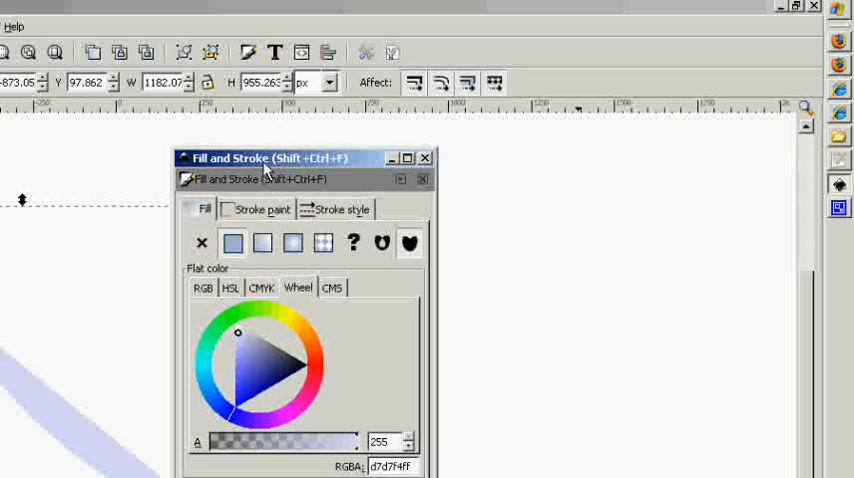 Help
-873.05 Y 97.862 W 1182.07 H 955.263 px Affect:
-250 0 250 500 750 1000 1250 1500 1750
Fill and Stroke (Shift+Ctrl+F)
Fill and Stroke (Shift+Ctrl+F)
Fill Stroke paint Stroke style
?
Flat color
RGB HSL CMYK Wheel CMS
A 255
RGBA: d7d7f4ff